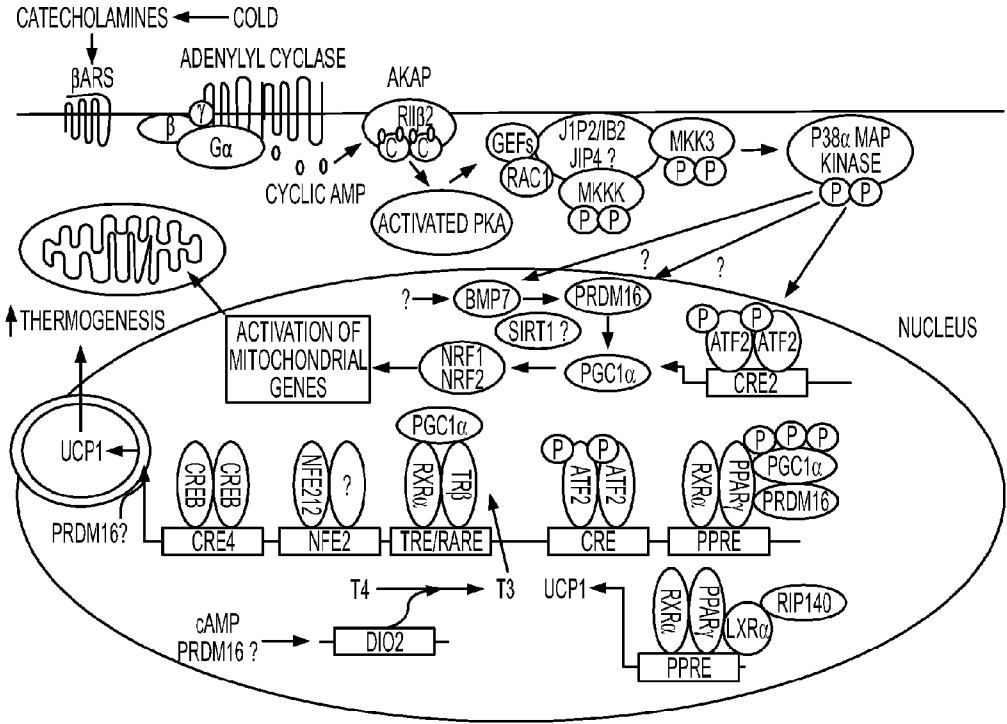 CATECHOLAMINES COLD
βARS
ADENYLYL CYCLASE
γ
β
Gα
CYCLIC AMP
AKAP
RIIβ2
C C
ACTIVATED PKA
GEFs
RAC1
J1P2/IB2
JIP4 ?
MKKK
P P
MKK3
P P
P38α MAP
KINASE
P P
? ?
NUCLEUS
THERMOGENESIS
ACTIVATION OF
MITOCHONDRIAL
GENES
? BMP7
PRDM16
SIRT1 ?
NRF1
NRF2
PGC1α
P P
ATF2 ATF2
CRE2
UCP1
PRDM16?
CREB CREB
CRE4
NFE212 ?
NFE2
PGC1α
RXRα TRβ
TRE/RARE
P P
ATF2 ATF2
CRE
P P P
RXRα PPARγ
PGC1α
PRDM16
PPRE
T4 T3
cAMP
PRDM16 ?
DIO2
UCP1
RXRα PPARγ
LXRα
RIP140
PPRE